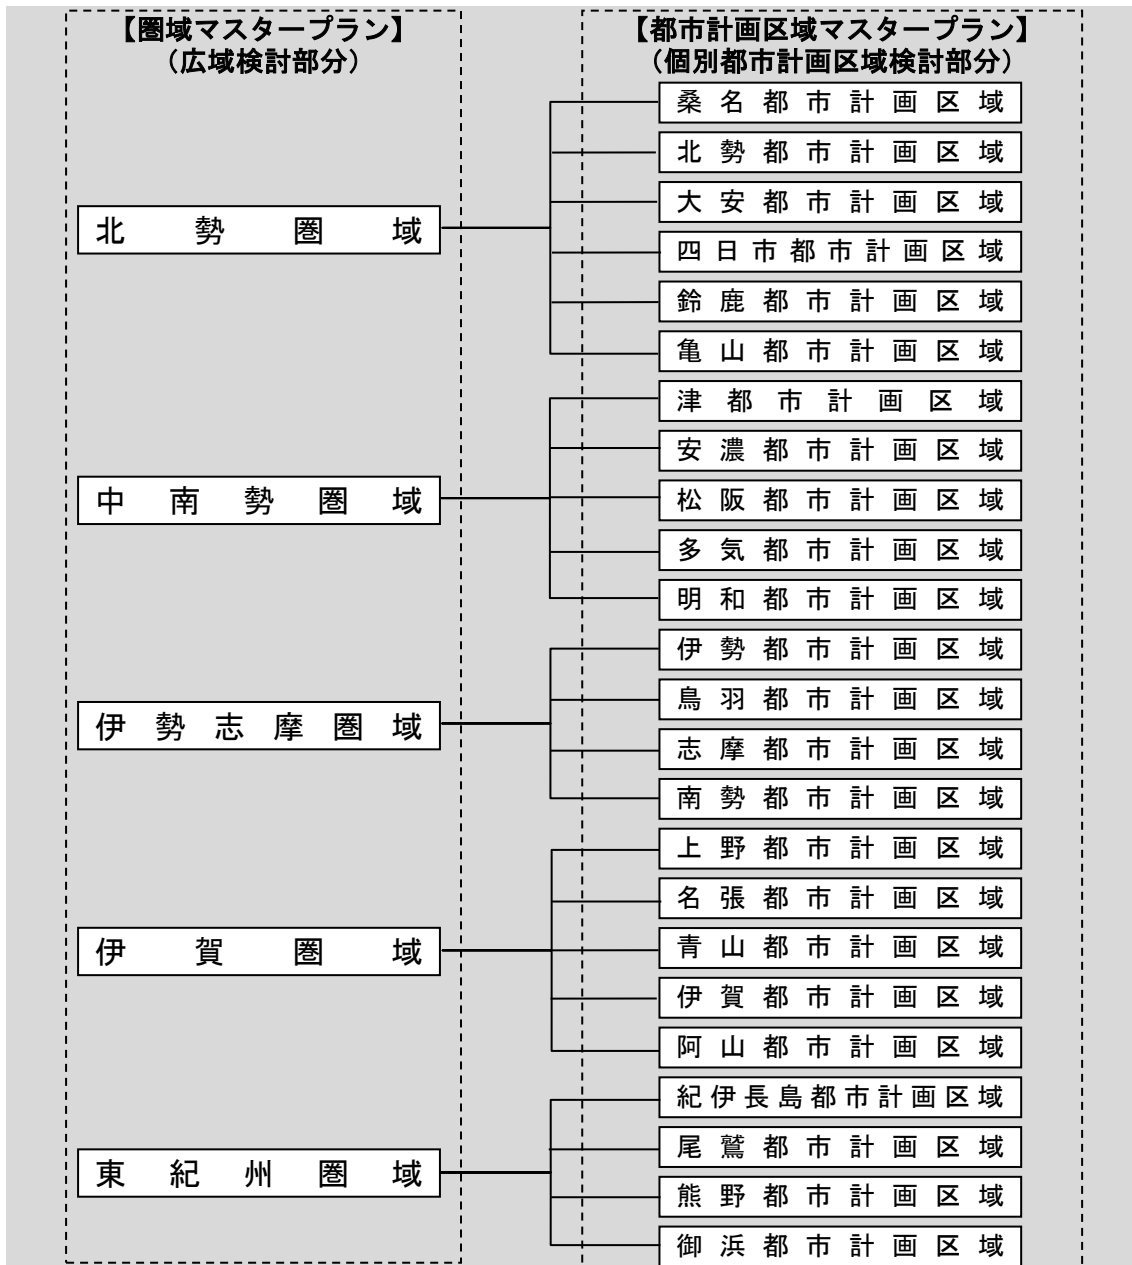 【圏域マスタープラン】
（広域検討部分）
【都市計画区域マスタープラン】
（個別都市計画区域検討部分）
北勢圏域
桑名都市計画区域
北勢都市計画区域
大安都市計画区域
四日市都市計画区域
鈴鹿都市計画区域
亀山都市計画区域
中南勢圏域
津都市計画区域
安濃都市計画区域
松阪都市計画区域
多気都市計画区域
明和都市計画区域
伊勢志摩圏域
伊勢都市計画区域
鳥羽都市計画区域
志摩都市計画区域
南勢都市計画区域
伊賀圏域
上野都市計画区域
名張都市計画区域
青山都市計画区域
伊賀都市計画区域
阿山都市計画区域
東紀州圏域
紀伊長島都市計画区域
尾鷲都市計画区域
熊野都市計画区域
御浜都市計画区域